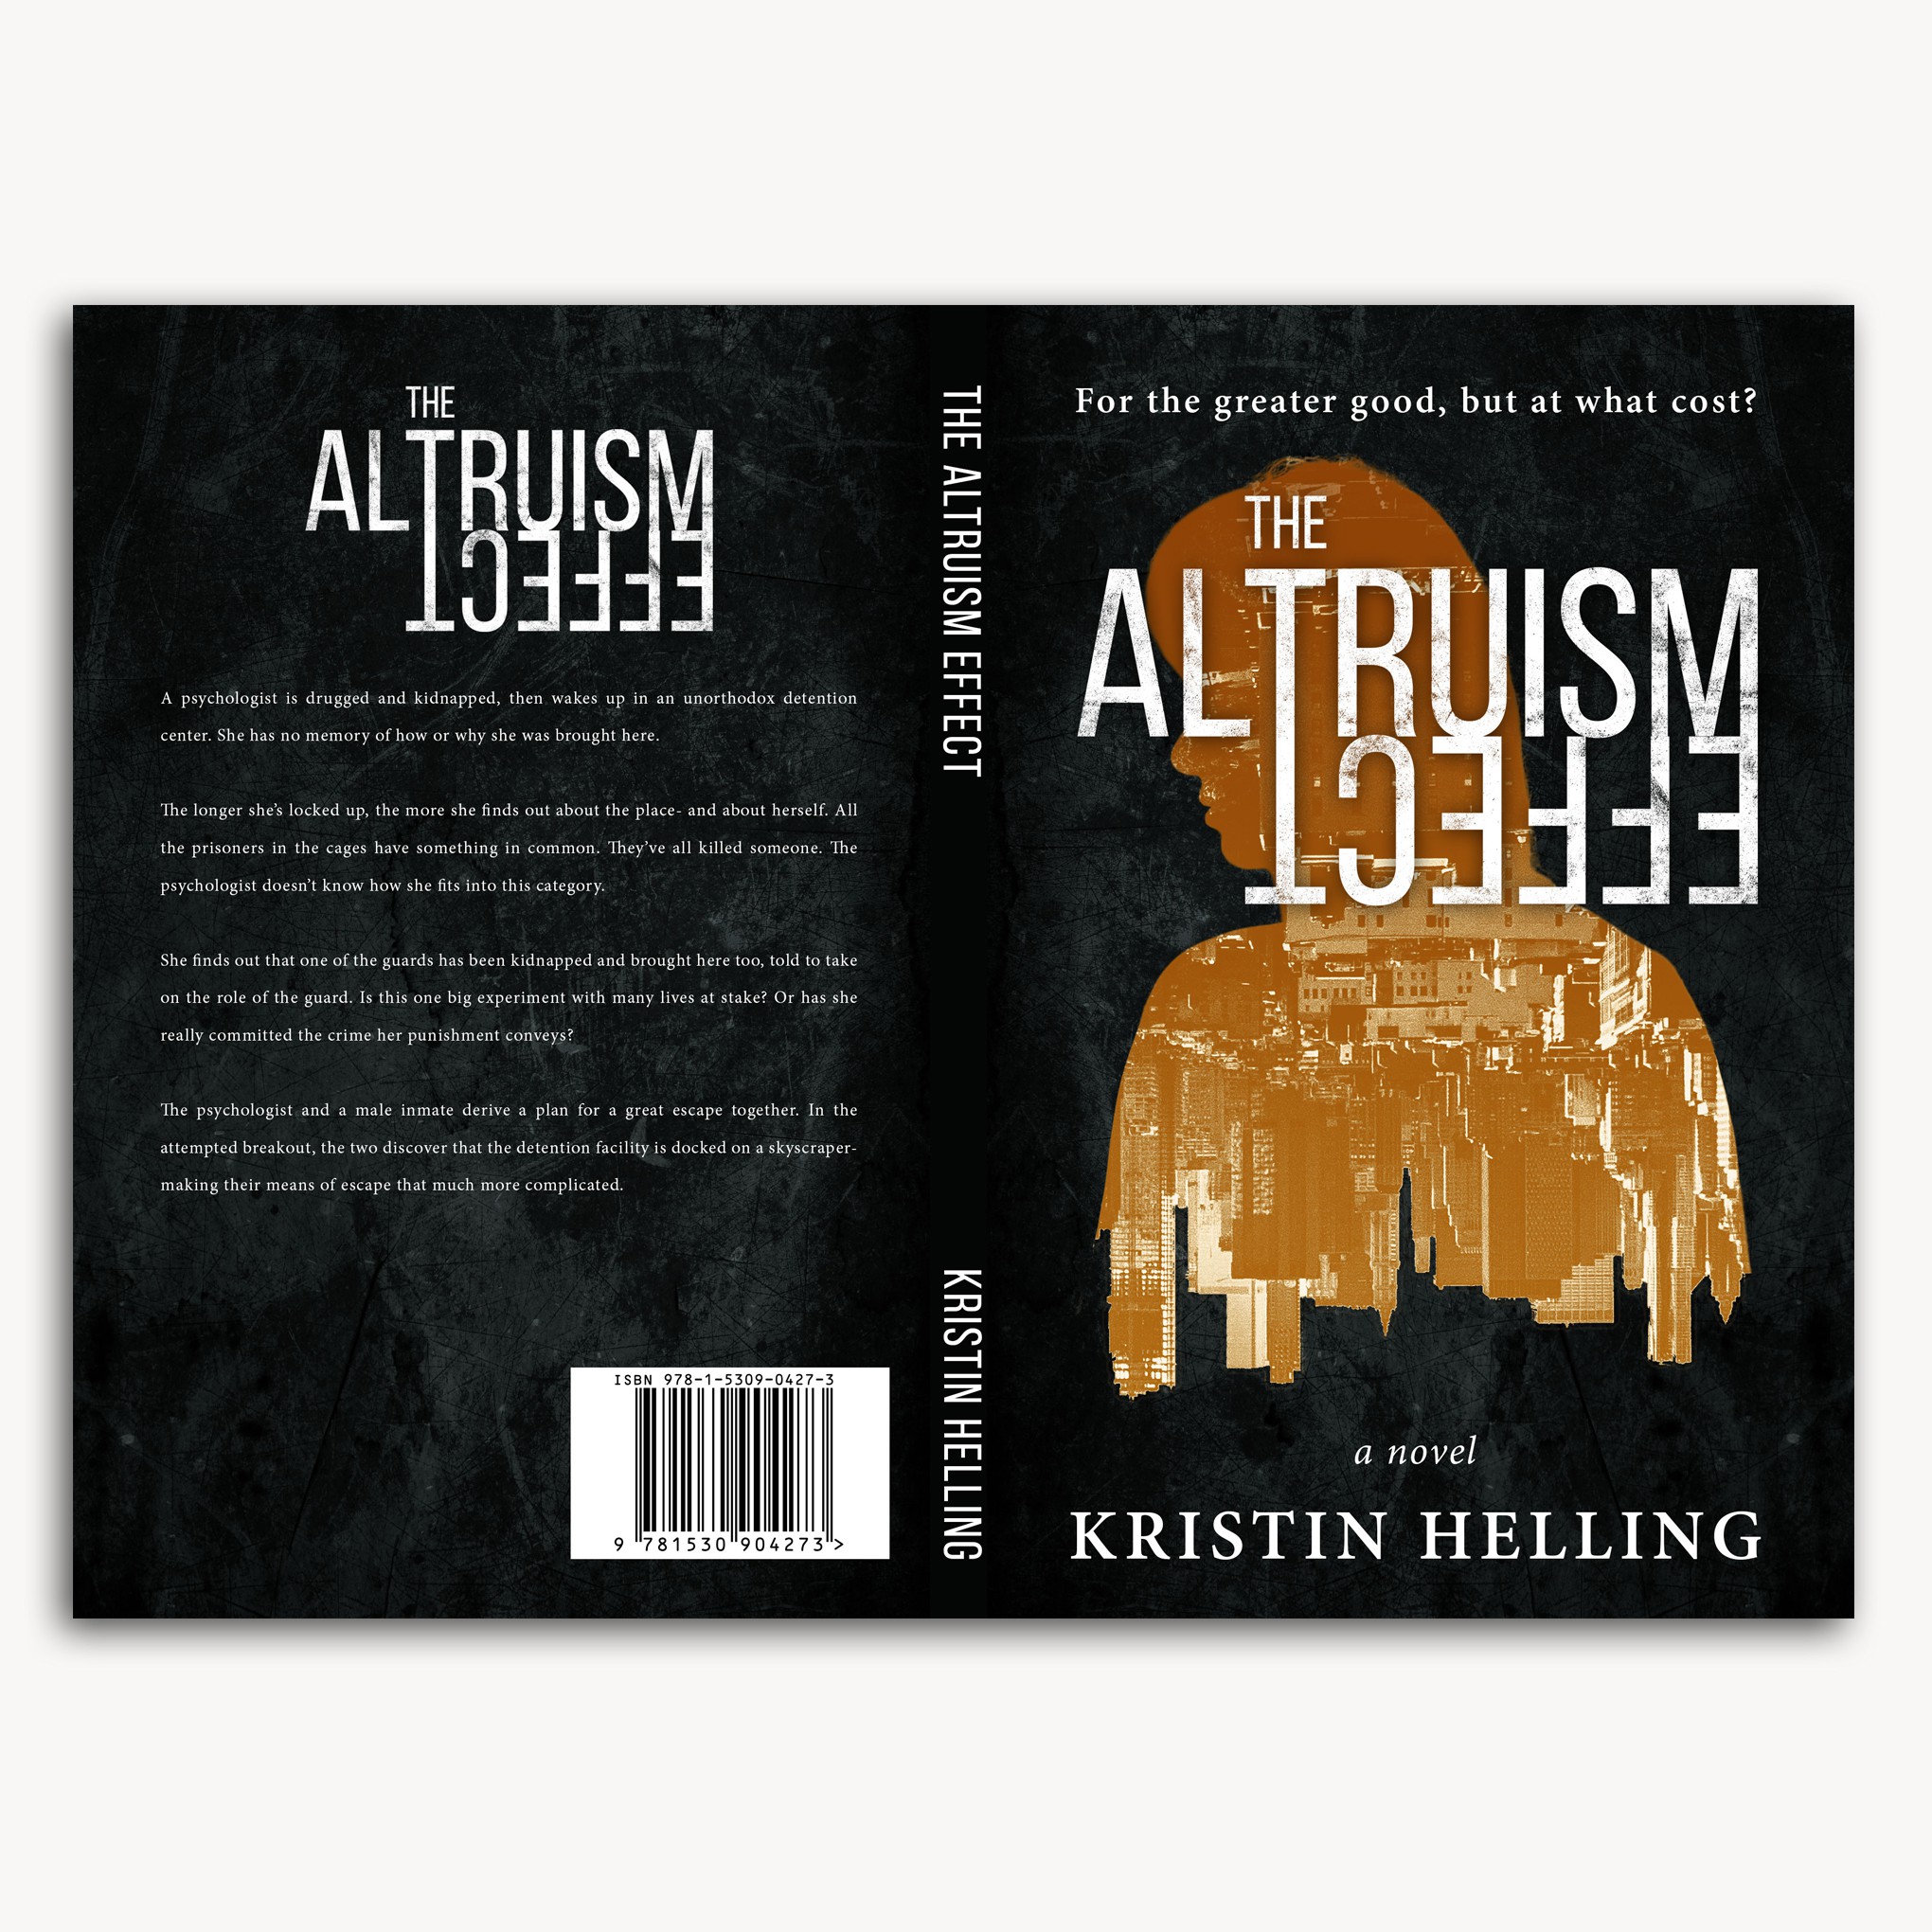 THE
ALTRUISM
EFFECT
A psychologist is drugged and kidnapped, then wakes up in an unorthodox detention
center. She has no memory of how or why she was brought here.
The longer she’s locked up, the more she finds out about the place- and about herself. All
the prisoners in the cages have something in common. They’ve all killed someone. The
psychologist doesn’t know how she fits into this category.
She finds out that one of the guards has been kidnapped and brought here too, told to take
on the role of the guard. Is this one big experiment with many lives at stake? Or has she
really committed the crime her punishment conveys?
The psychologist and a male inmate derive a plan for a great escape together. In the
attempted breakout, the two discover that the detention facility is docked on a skyscraper-
making their means of escape that much more complicated.
ISBN 978-1-5309-0427-3
9 781530 904273 >
THE ALTRUISM EFFECT
KRISTIN HELLING
For the greater good, but at what cost?
THE
ALTRUISM
EFFECT
a novel
KRISTIN HELLING